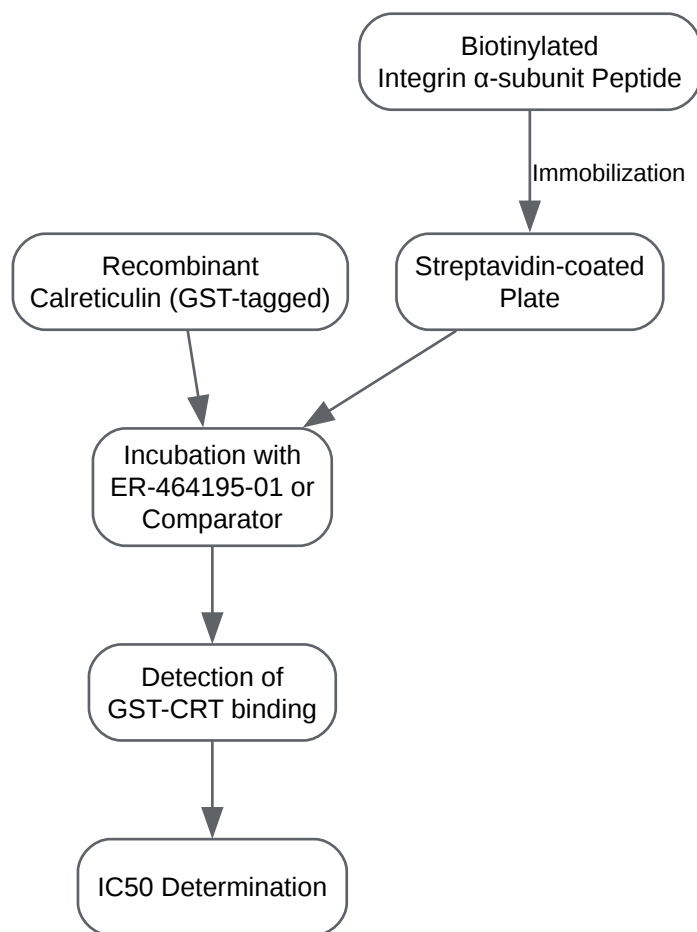 Biotinylated
Integrin α-subunit Peptide
Immobilization
Recombinant
Calreticulin (GST-tagged)
Streptavidin-coated
Plate
Incubation with
ER-464195-01 or
Comparator
Detection of
GST-CRT binding
IC50 Determination